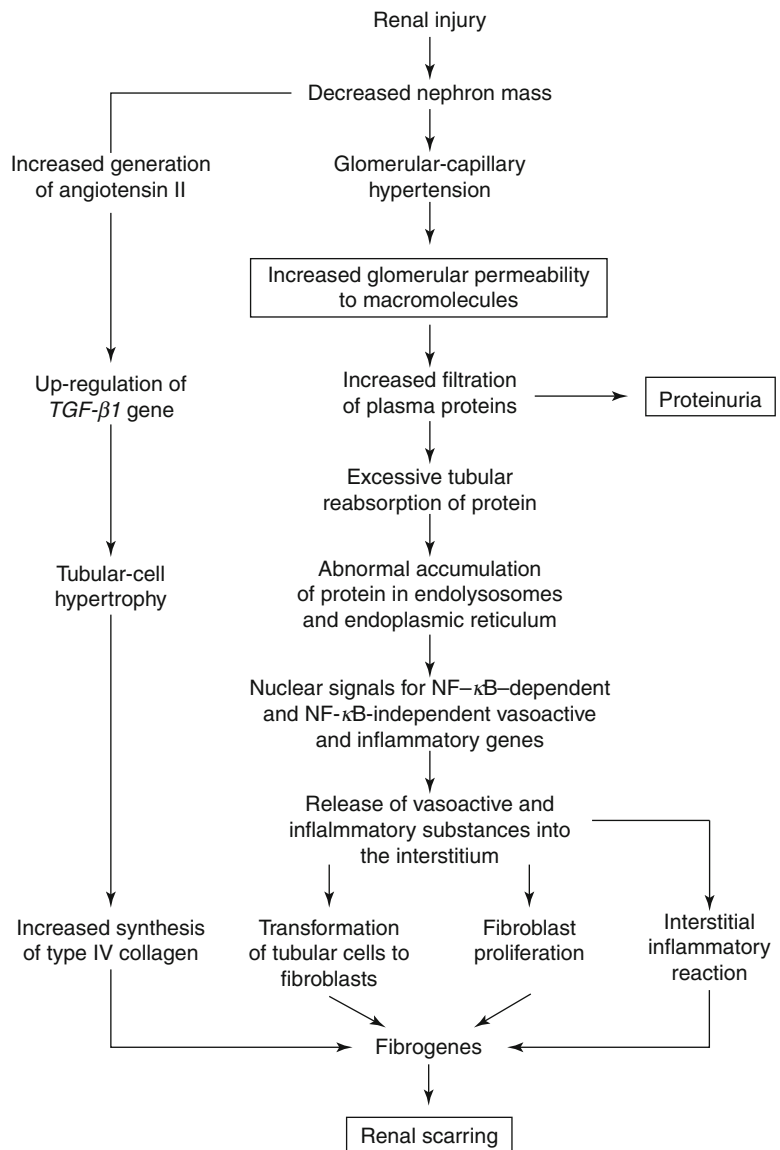 Renal injury
Decreased nephron mass
Increased generation
of angiotensin II
Glomerular-capillary
hypertension
Increased glomerular permeability
to macromolecules
Up-regulation of
TGF-β1 gene
Increased filtration
of plasma proteins
Proteinuria
Excessive tubular
reabsorption of protein
Tubular-cell
hypertrophy
Abnormal accumulation
of protein in endolysosomes
and endoplasmic reticulum
Nuclear signals for NF–κB–dependent
and NF-κB-independent vasoactive
and inflammatory genes
Release of vasoactive and
inflalmmatory substances into
the interstitium
Increased synthesis
of type IV collagen
Transformation
of tubular cells to
fibroblasts
Fibroblast
proliferation
Interstitial
inflammatory
reaction
Fibrogenes
Renal scarring